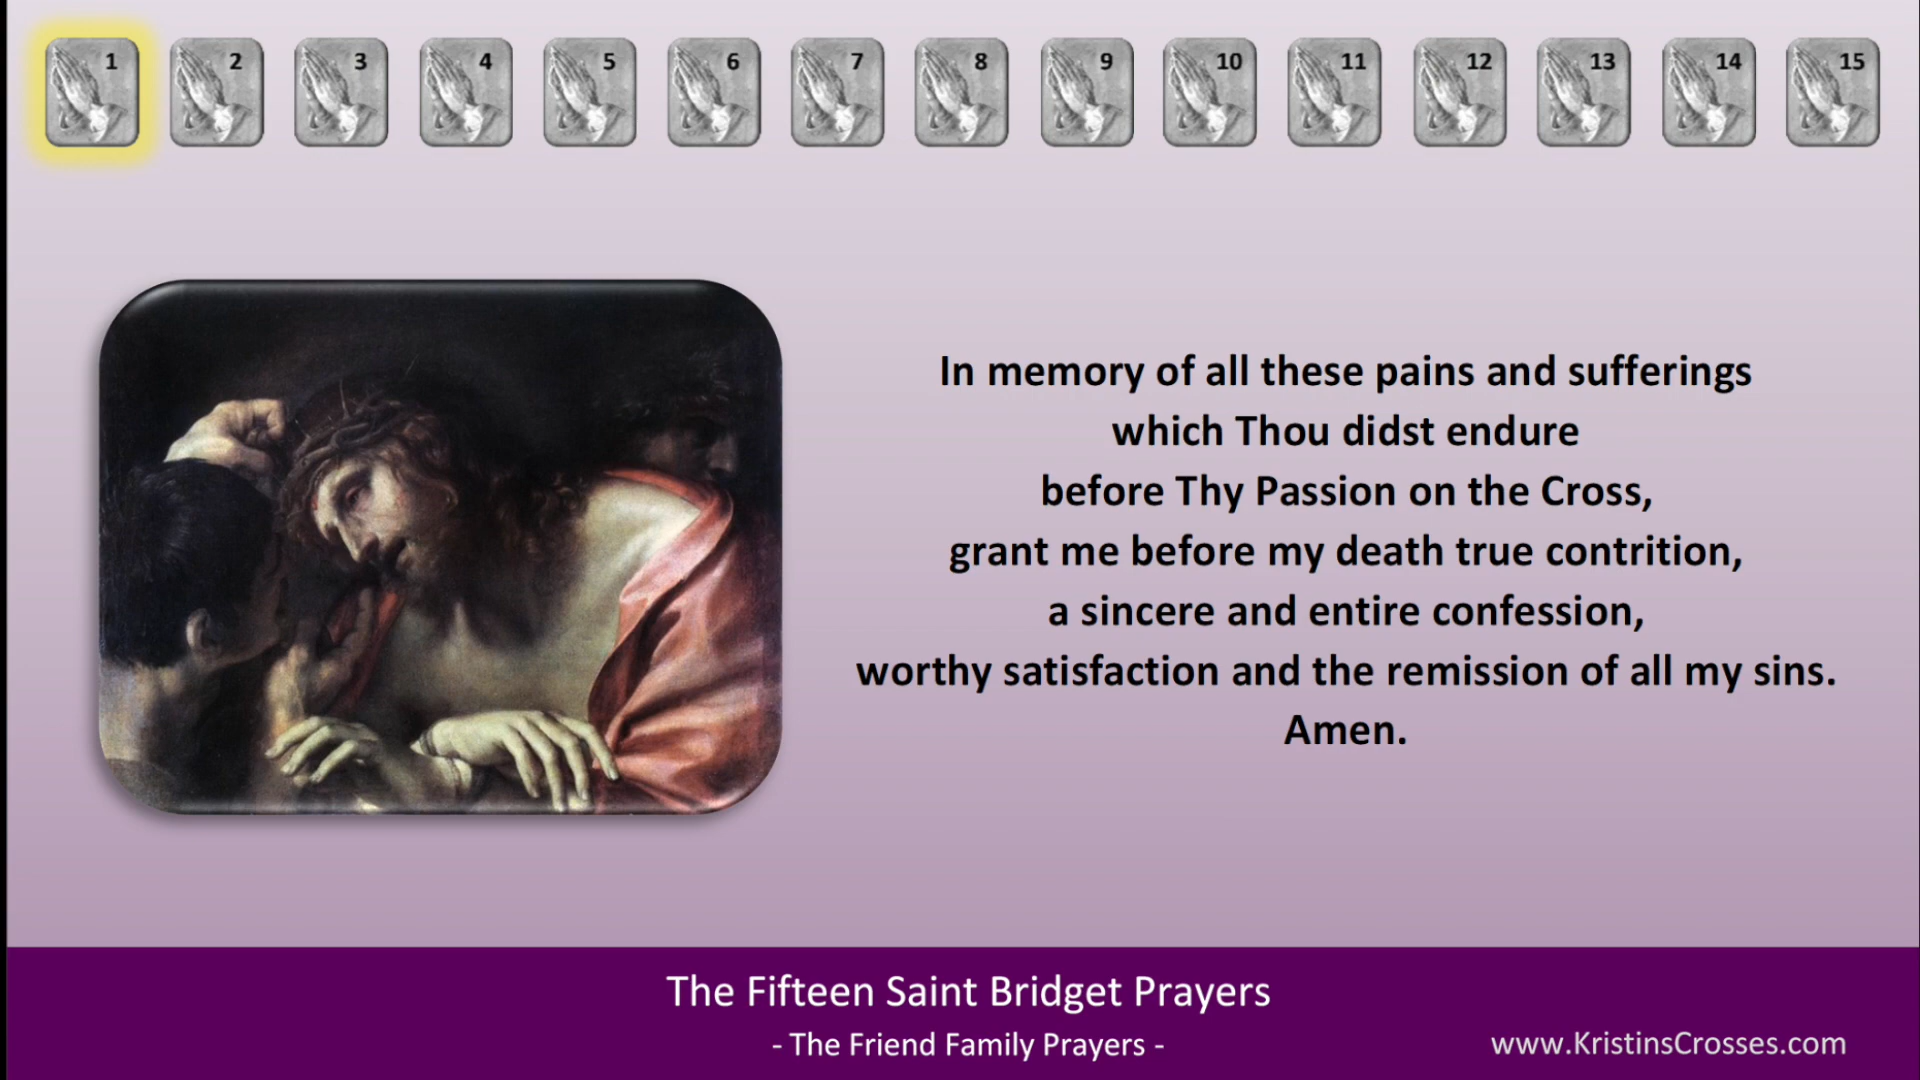 1 2 3 4 5 6 7 8 9 10 11 12 13 14 15
In memory of all these pains and sufferings
which Thou didst endure
before Thy Passion on the Cross,
grant me before my death true contrition,
a sincere and entire confession,
worthy satisfaction and the remission of all my sins.
Amen.
The Fifteen Saint Bridget Prayers
- The Friend Family Prayers -
www.KristinsCrosses.com